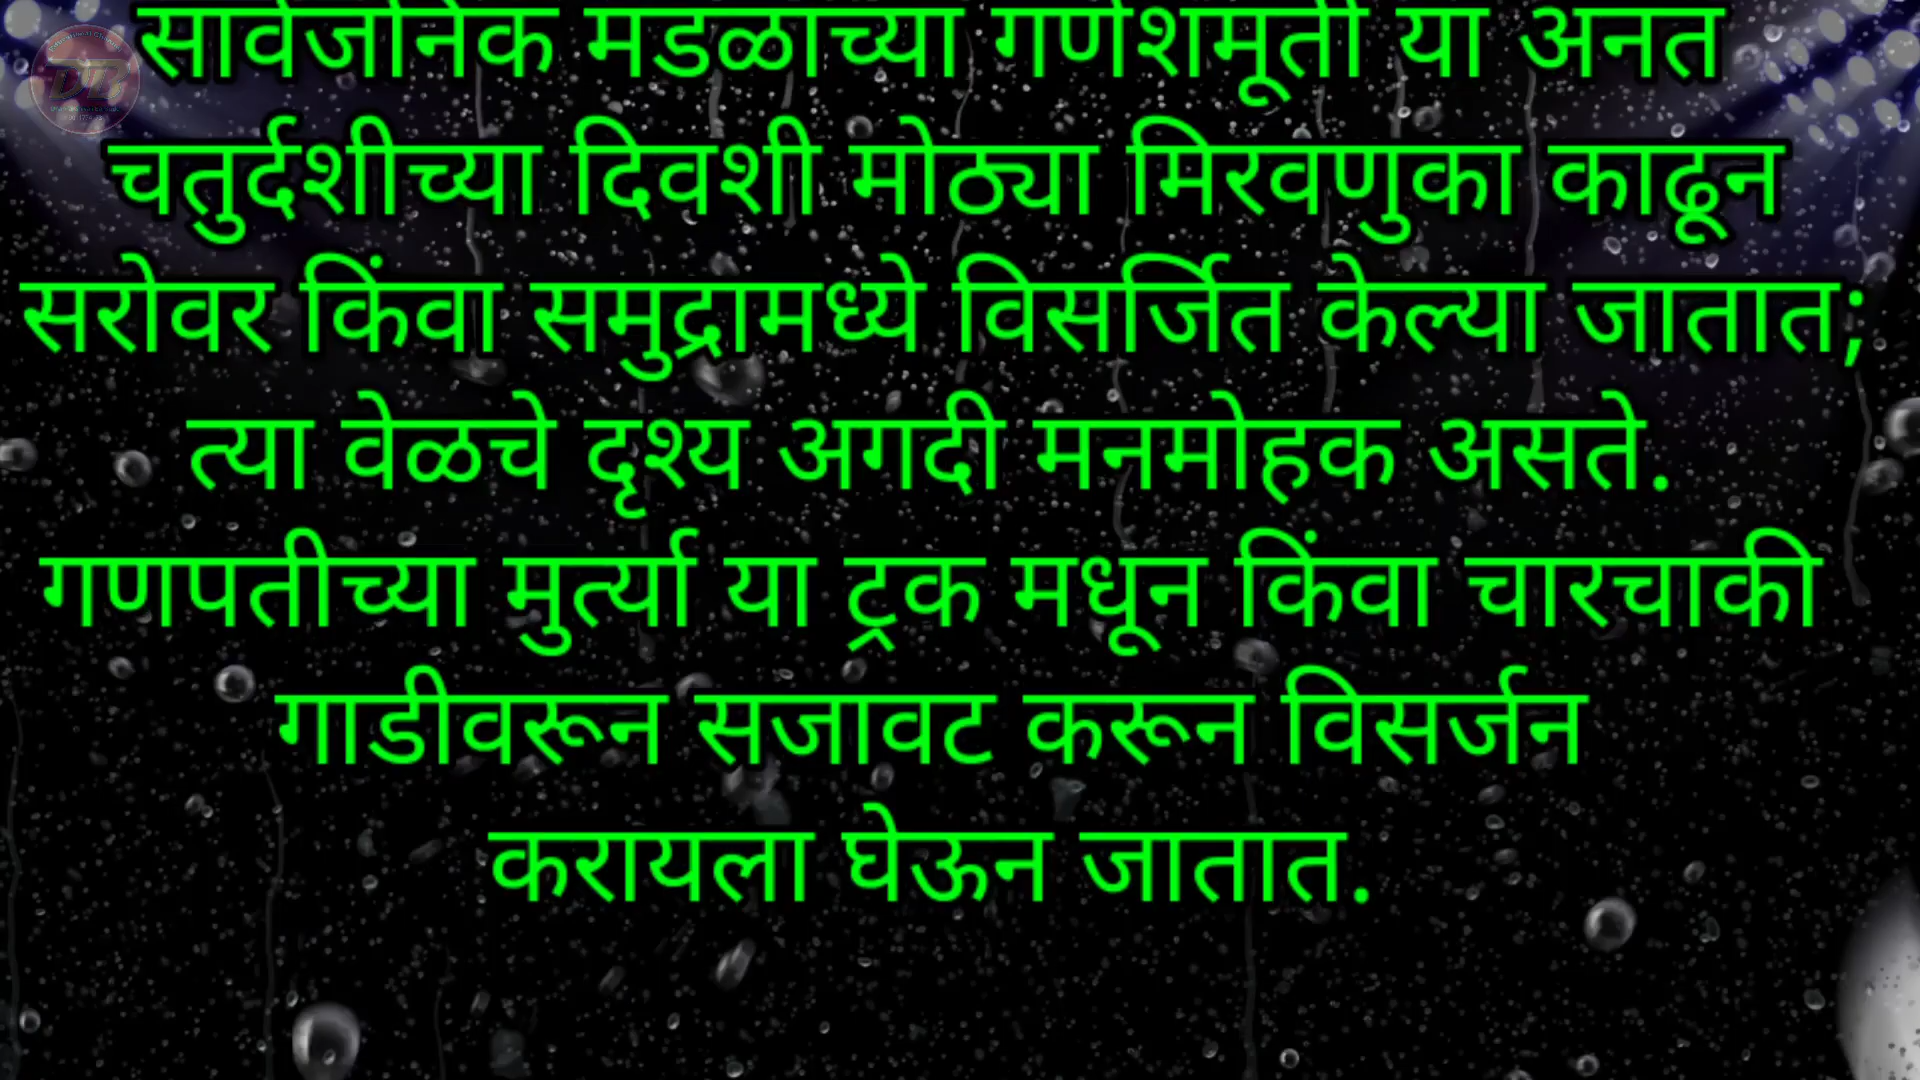 सार्वजनिक मंडळाच्या गणेशमूर्ती या अनंत
चतुर्दशीच्या दिवशी मोठ्या मिरवणुका काढून
सरोवर किंवा समुद्रामध्ये विसर्जित केल्या जातात;
त्या वेळचे दृश्य अगदी मनमोहक असते.
गणपतीच्या मुर्त्या या ट्रक मधून किंवा चारचाकी
गाडीवरून सजावट करून विसर्जन
करायला घेऊन जातात.